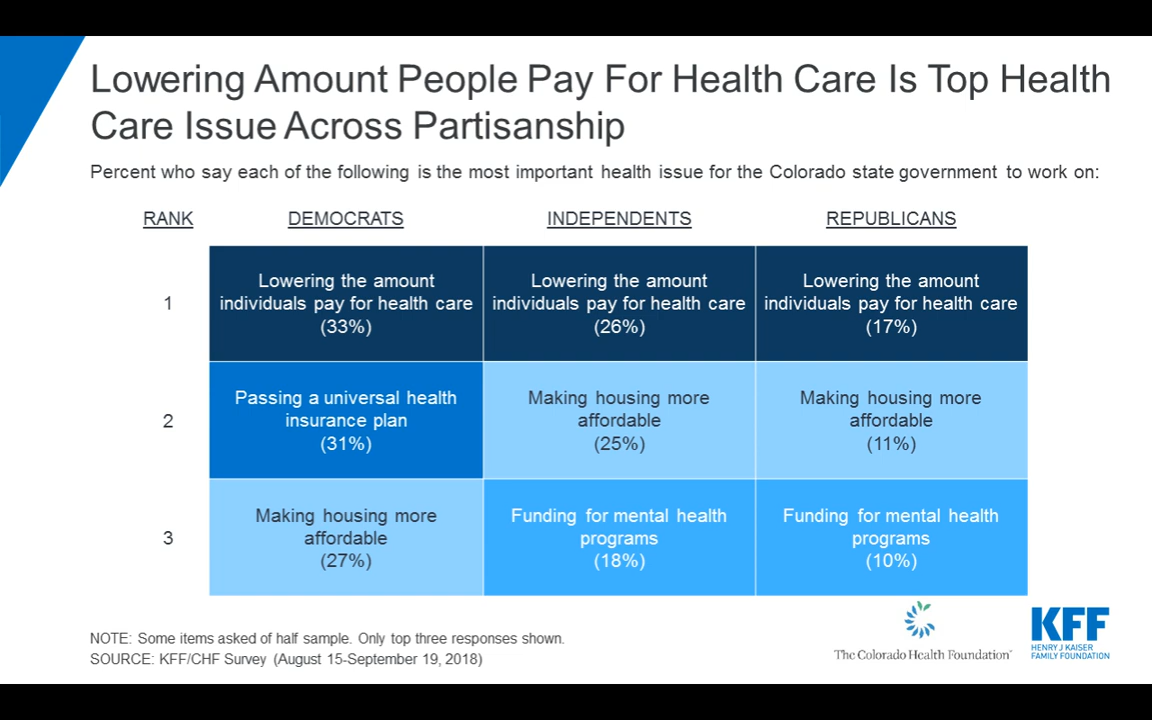 Lowering Amount People Pay For Health Care Is Top Health
Care Issue Across Partisanship
Percent who say each of the following is the most important health issue for the Colorado state government to work on:
RANK DEMOCRATS INDEPENDENTS REPUBLICANS
1
Lowering the amount
individuals pay for health care
(33%)
Lowering the amount
individuals pay for health care
(26%)
Lowering the amount
individuals pay for health care
(17%)
2
Passing a universal health
insurance plan
(31%)
Making housing more
affordable
(25%)
Making housing more
affordable
(11%)
3
Making housing more
affordable
(27%)
Funding for mental health
programs
(18%)
Funding for mental health
programs
(10%)
NOTE: Some items asked of half sample. Only top three responses shown.
SOURCE: KFF/CHF Survey (August 15-September 19, 2018)
The Colorado Health Foundation
KFF
HENRY J KAISER
FAMILY FOUNDATION